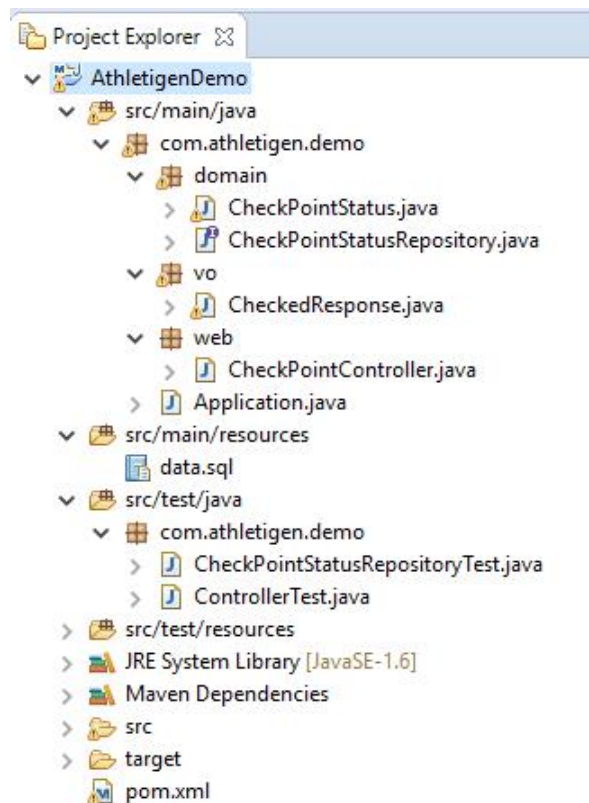 Project Explorer
AthletigenDemo
src/main/java
com.athletigen.demo
domain
CheckPointStatus.java
CheckPointStatusRepository.java
vo
CheckedResponse.java
web
CheckPointController.java
Application.java
src/main/resources
data.sql
src/test/java
com.athletigen.demo
CheckPointStatusRepositoryTest.java
ControllerTest.java
src/test/resources
JRE System Library [JavaSE-1.6]
Maven Dependencies
src
target
pom.xml